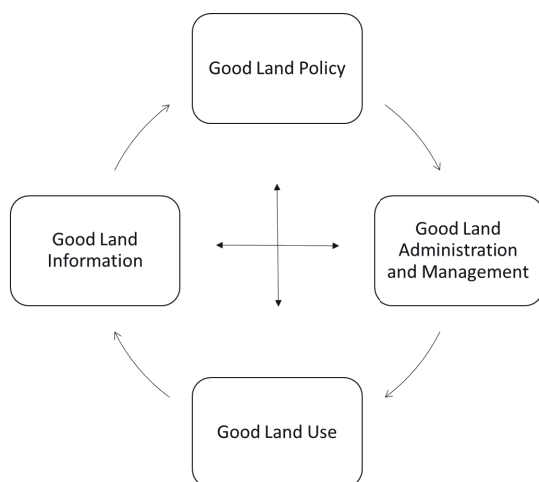 Good Land Policy
Good Land
Information
Good Land
Administration
and Management
Good Land Use